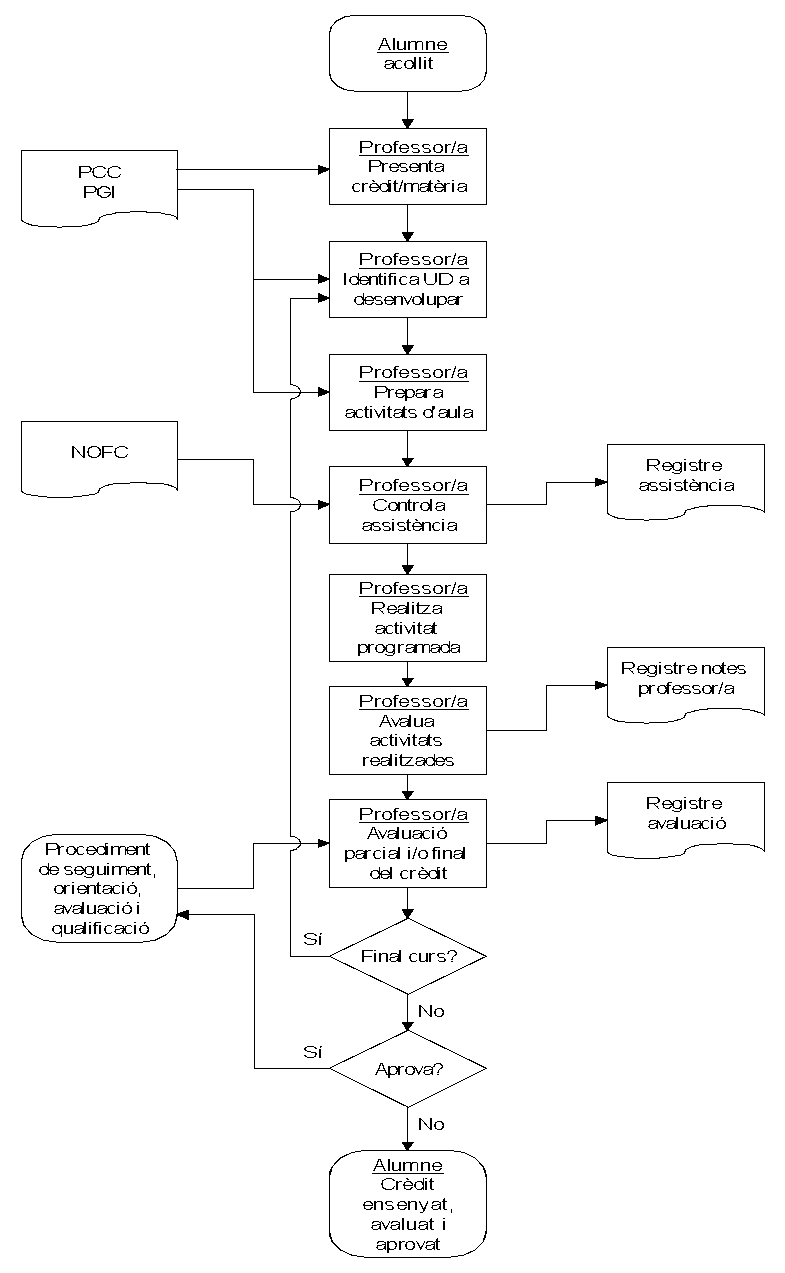 Alumne
acollit
Professor/a
Presenta
crèdit/matèria
PCC
PGI
Professor/a
Identifica UD a
desenvolupar
Professor/a
Prepara
activitats d'aula
NOFC
Professor/a
Controla
assistència
Registre
assistència
Professor/a
Realitza
activitat
programada
Professor/a
Avalua
activitats
realitzades
Registre notes
professor/a
Professor/a
Avaluació
parcial i/o final
del crèdit
Registre
avaluació
Procediment
de seguiment,
orientació,
avaluació i
qualificació
Sí
Final curs?
No
Sí
Aprova?
No
Alumne
Crèdit
ensenyat,
avaluat i
aprovat